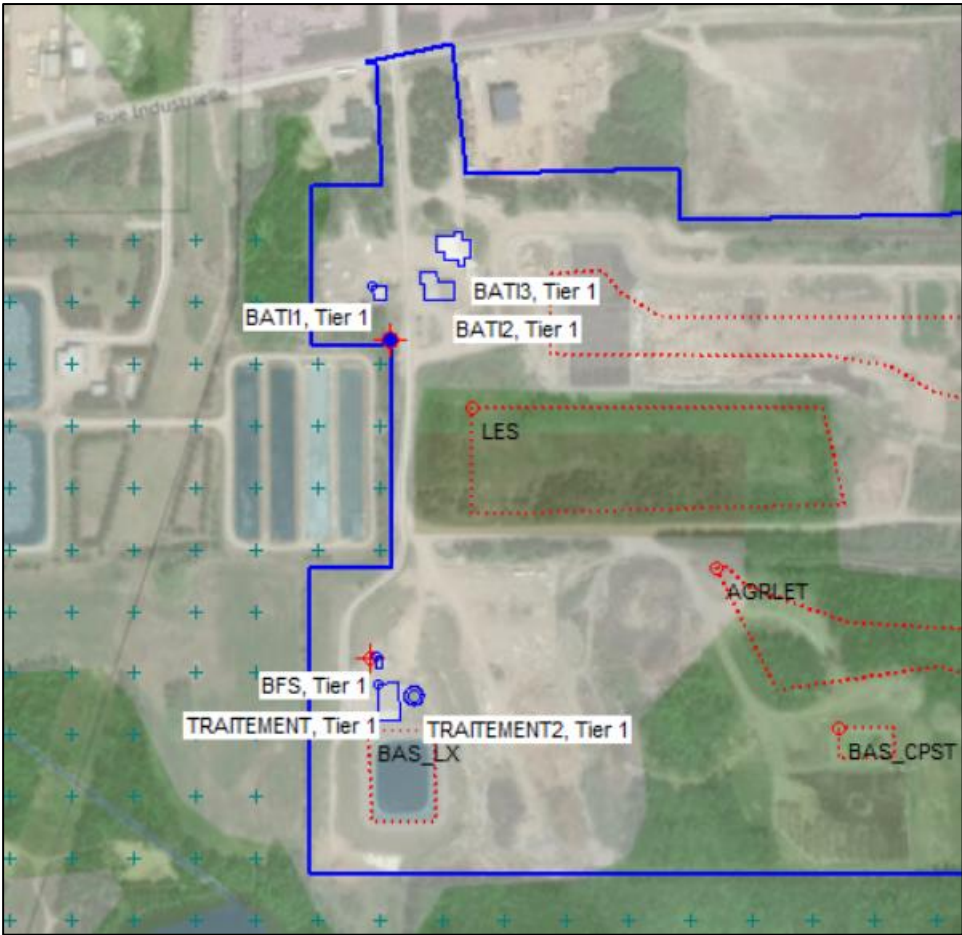 Rue Industrielle
BATI3, Tier 1
BATI1, Tier 1
BATI2, Tier 1
LES
AGRLET
BFS, Tier 1
TRAITEMENT, Tier 1
TRAITEMENT2, Tier 1
BAS_LX
BAS_CPST